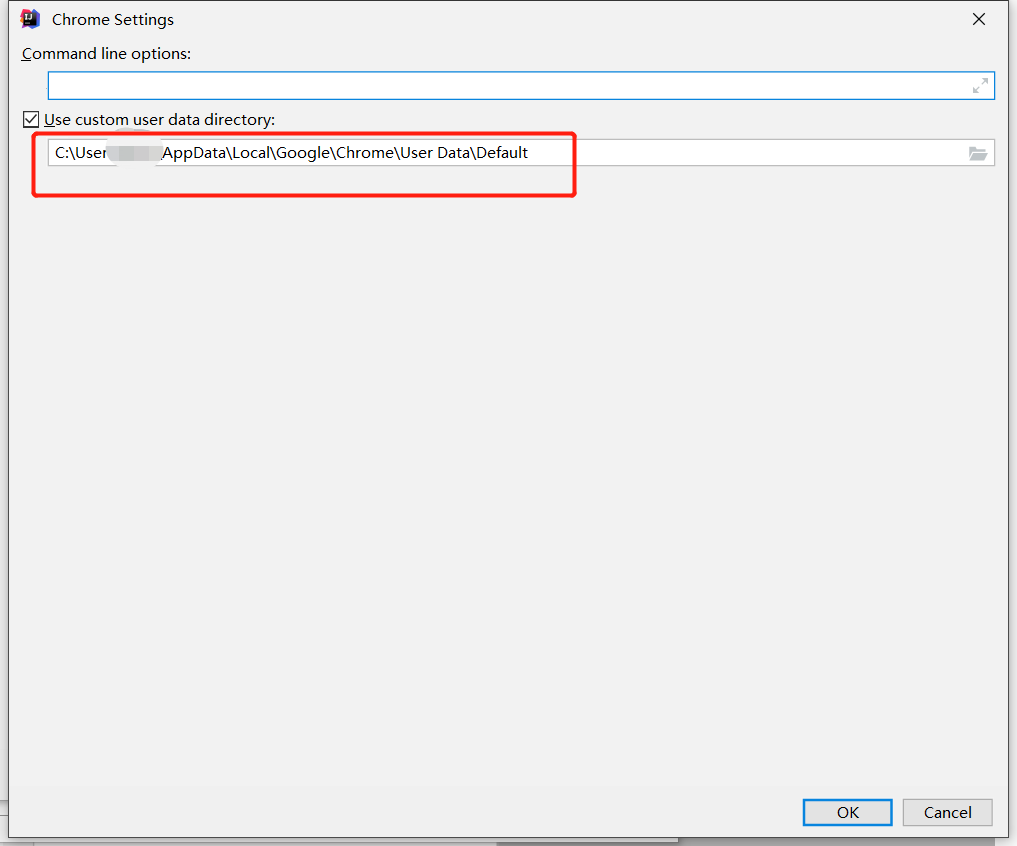 Chrome Settings
Command line options:
Use custom user data directory:
C:\User AppData\Local\Google\Chrome\User Data\Default
OK
Cancel